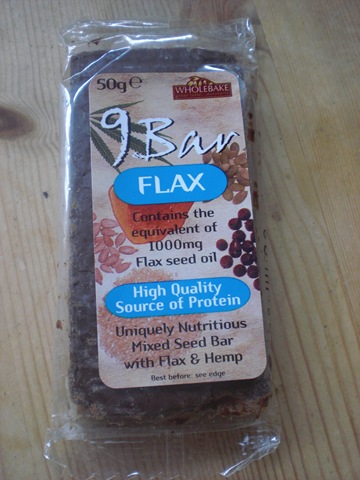 50g℮
WHOLEBAKE
9Bar
FLAX
Contains the
equivalent of
1000mg
Flax seed oil
High Quality
Source of Protein
Uniquely Nutritious
Mixed Seed Bar
with Flax & Hemp
Best before: see edge